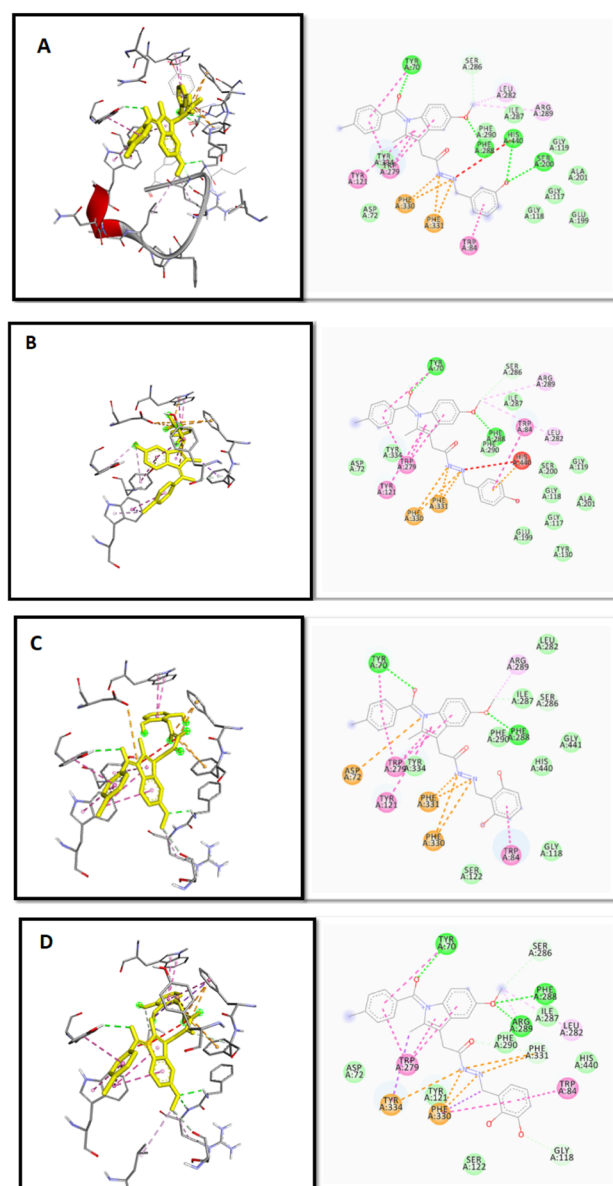 A
TYR
A:70
SER
A:286
LEU
A:282
ILE
A:287
ARG
A:289
PHE
A:290
HIS
A:440
PHE
A:288
GLY
A:119
SER
A:200
TYR
TRP
A:279
TYR
A:121
ALA
A:201
GLY
A:117
PHE
A:330
GLY
A:118
GLU
A:199
ASP
A:72
PHE
A:331
TRP
A:84
B
TYR
A:70
SER
A:286
ARG
A:289
ILE
A:287
TRP
A:84
PHE
A:288
PHE
A:290
LEU
A:282
TYR
A:334
ASP
A:72
TRP
A:279
SER
A:200
GLY
A:119
TYR
A:121
GLY
A:118
ALA
A:201
PHE
A:331
PHE
A:330
GLY
A:117
GLU
A:199
TYR
A:130
C
LEU
A:282
TYR
A:70
ARG
A:289
ILE
A:287
SER
A:286
PHE
A:290
PHE
A:288
GLY
A:441
ASP
A:72
TRP
A:279
TYR
A:334
HIS
A:440
TYR
A:121
PHE
A:331
PHE
A:330
TRP
A:84
GLY
A:118
SER
A:122
D
TYR
A:70
SER
A:286
PHE
A:288
ARG
A:289
ILE
A:287
LEU
A:282
PHE
A:290
PHE
A:331
HIS
A:440
TRP
A:279
ASP
A:72
TYR
A:334
TYR
A:121
PHE
A:330
TRP
A:84
GLY
A:118
SER
A:122